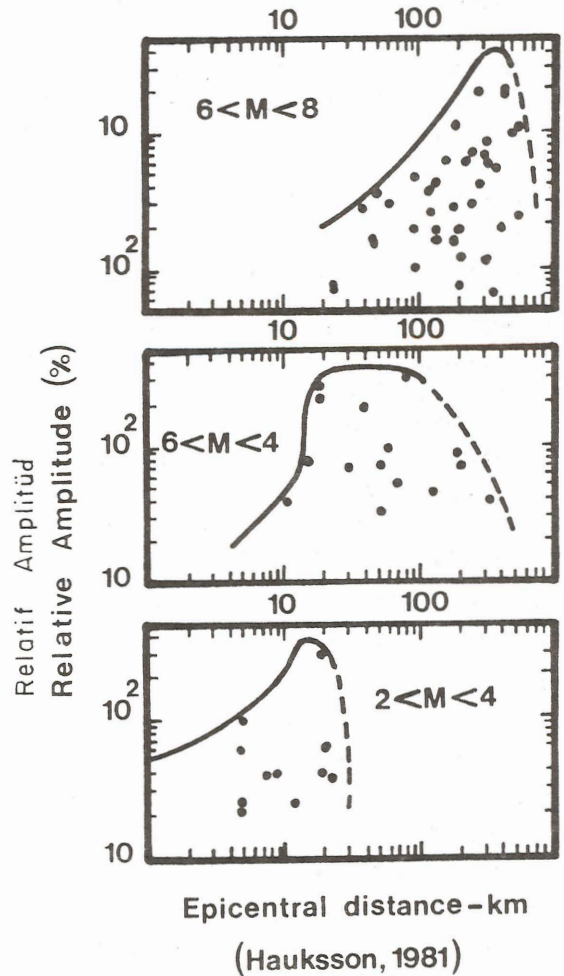 10 100
10
6<M<8
10²
10 100
10²
6<M<4
10
10 100
10²
2<M<4
10
Relatif Amplitüd
Relative Amplitude (%)
Epicentral distance-km
(Hauksson, 1981)